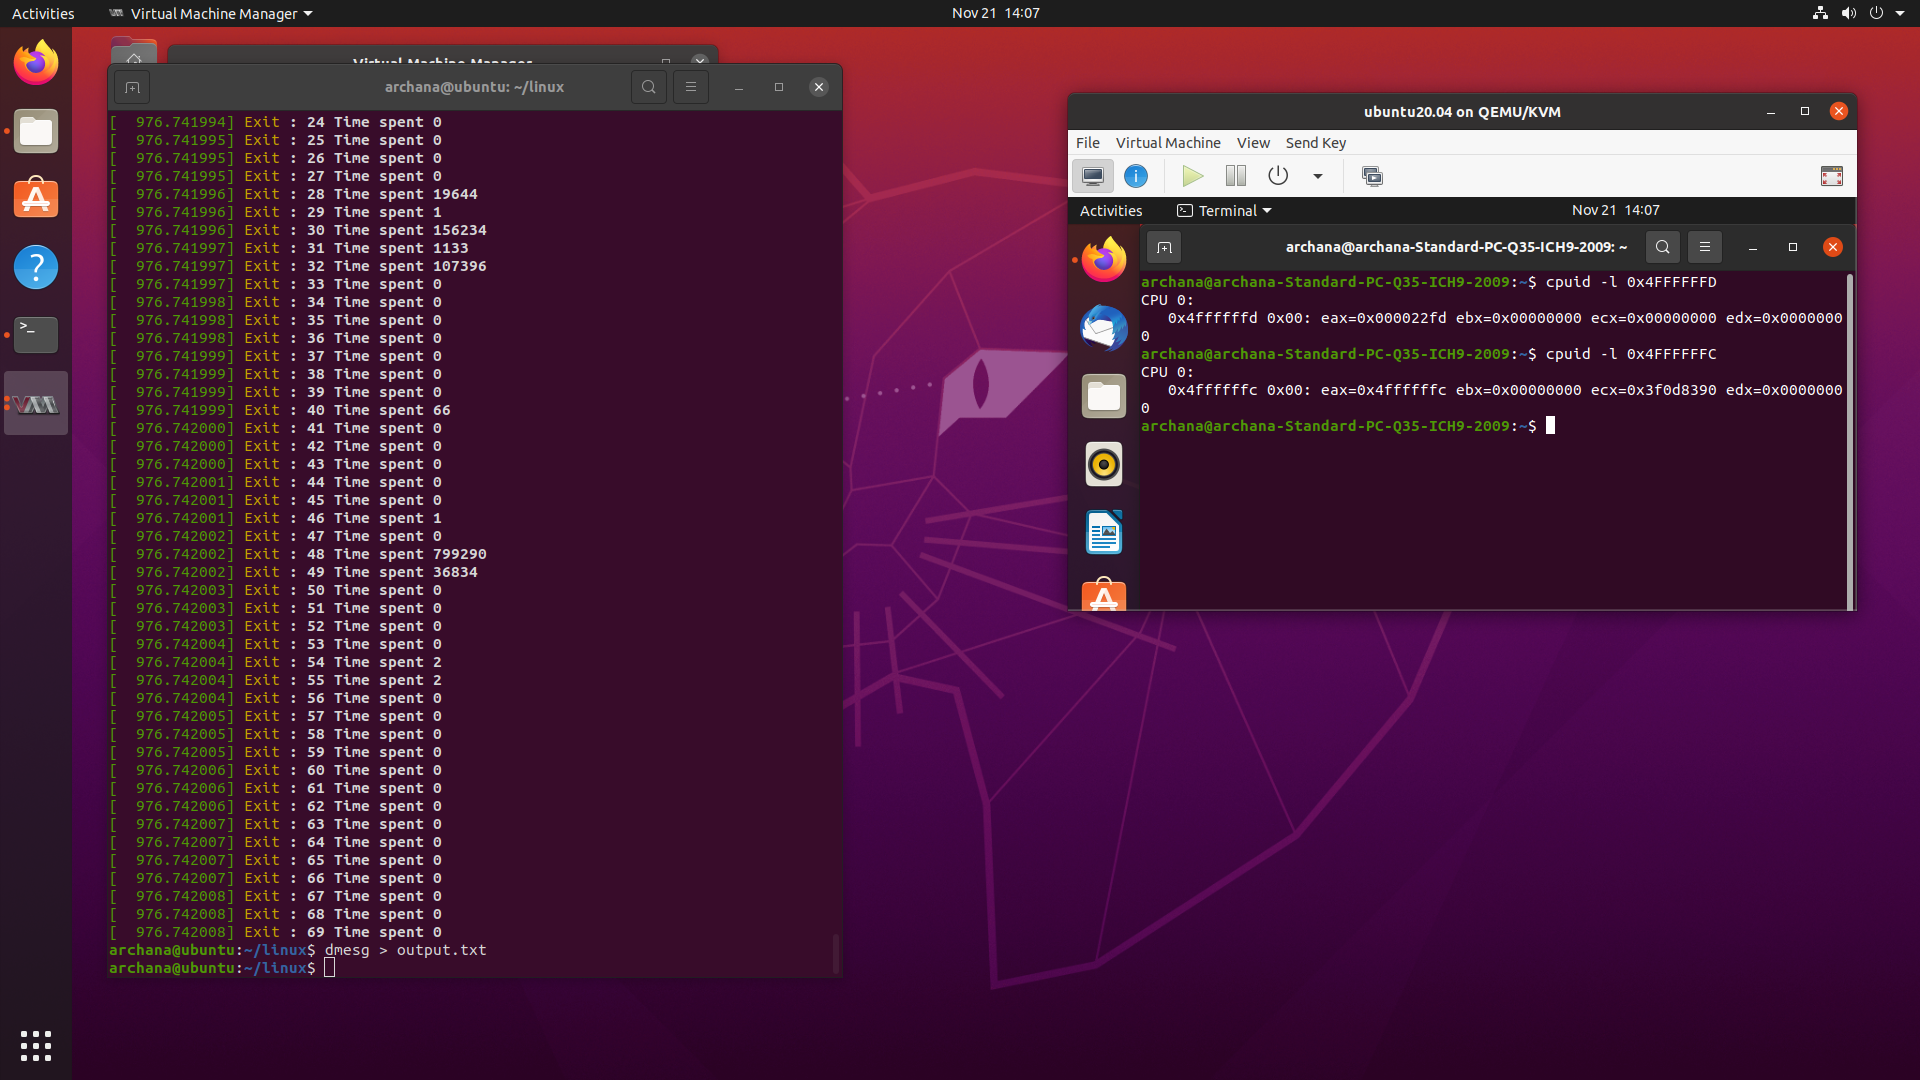 Activities
Virtual Machine Manager
Nov 21 14:07
archana@ubuntu: ~/linux
[  976.741994] Exit : 24 Time spent 0
[  976.741995] Exit : 25 Time spent 0
[  976.741995] Exit : 26 Time spent 0
[  976.741995] Exit : 27 Time spent 0
[  976.741996] Exit : 28 Time spent 19644
[  976.741996] Exit : 29 Time spent 1
[  976.741996] Exit : 30 Time spent 156234
[  976.741997] Exit : 31 Time spent 1133
[  976.741997] Exit : 32 Time spent 107396
[  976.741997] Exit : 33 Time spent 0
[  976.741998] Exit : 34 Time spent 0
[  976.741998] Exit : 35 Time spent 0
[  976.741998] Exit : 36 Time spent 0
[  976.741999] Exit : 37 Time spent 0
[  976.741999] Exit : 38 Time spent 0
[  976.741999] Exit : 39 Time spent 0
[  976.741999] Exit : 40 Time spent 66
[  976.742000] Exit : 41 Time spent 0
[  976.742000] Exit : 42 Time spent 0
[  976.742000] Exit : 43 Time spent 0
[  976.742001] Exit : 44 Time spent 0
[  976.742001] Exit : 45 Time spent 0
[  976.742001] Exit : 46 Time spent 1
[  976.742002] Exit : 47 Time spent 0
[  976.742002] Exit : 48 Time spent 799290
[  976.742002] Exit : 49 Time spent 36834
[  976.742003] Exit : 50 Time spent 0
[  976.742003] Exit : 51 Time spent 0
[  976.742003] Exit : 52 Time spent 0
[  976.742004] Exit : 53 Time spent 0
[  976.742004] Exit : 54 Time spent 2
[  976.742004] Exit : 55 Time spent 2
[  976.742004] Exit : 56 Time spent 0
[  976.742005] Exit : 57 Time spent 0
[  976.742005] Exit : 58 Time spent 0
[  976.742005] Exit : 59 Time spent 0
[  976.742006] Exit : 60 Time spent 0
[  976.742006] Exit : 61 Time spent 0
[  976.742006] Exit : 62 Time spent 0
[  976.742007] Exit : 63 Time spent 0
[  976.742007] Exit : 64 Time spent 0
[  976.742007] Exit : 65 Time spent 0
[  976.742007] Exit : 66 Time spent 0
[  976.742008] Exit : 67 Time spent 0
[  976.742008] Exit : 68 Time spent 0
[  976.742008] Exit : 69 Time spent 0
archana@ubuntu:~/linux$ dmesg > output.txt
archana@ubuntu:~/linux$
ubuntu20.04 on QEMU/KVM
File Virtual Machine View Send Key
Activities
Terminal
Nov 21 14:07
archana@archana-Standard-PC-Q35-ICH9-2009: ~
archana@archana-Standard-PC-Q35-ICH9-2009:~$ cpuid -l 0x4FFFFFFD
CPU 0:
0x4ffffffd 0x00: eax=0x000022fd ebx=0x00000000 ecx=0x00000000 edx=0x0000000
0
archana@archana-Standard-PC-Q35-ICH9-2009:~$ cpuid -l 0x4FFFFFFC
CPU 0:
0x4ffffffc 0x00: eax=0x4ffffffc ebx=0x00000000 ecx=0x3f0d8390 edx=0x0000000
0
archana@archana-Standard-PC-Q35-ICH9-2009:~$